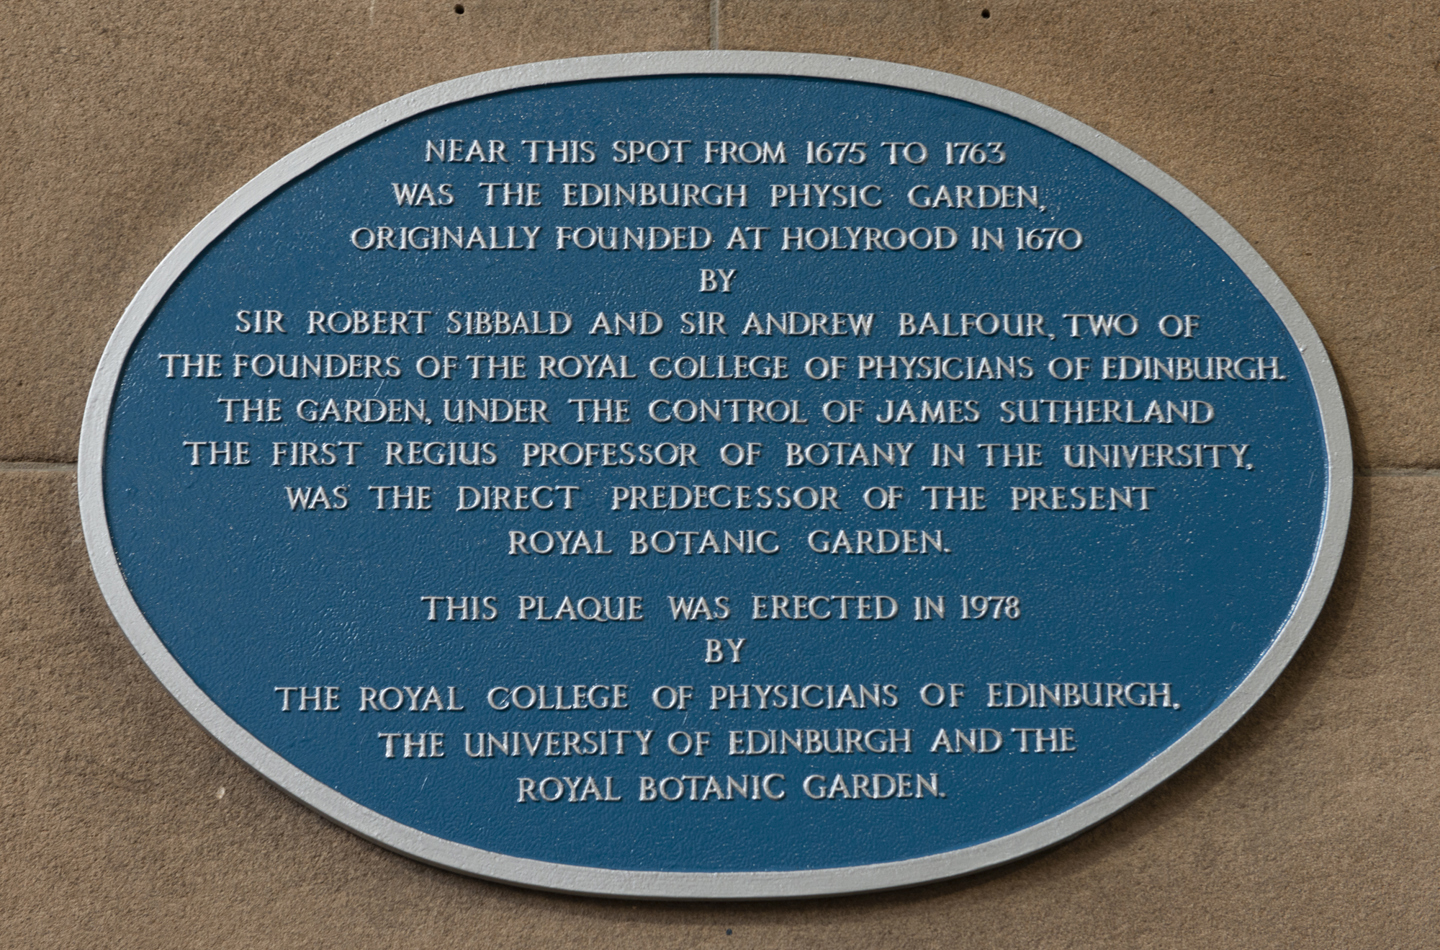 NEAR THIS SPOT FROM 1675 TO 1763
WAS THE EDINBURGH PHYSIC GARDEN,
ORIGINALLY FOUNDED AT HOLYROOD IN 1670
BY
SIR ROBERT SIBBALD AND SIR ANDREW BALFOUR, TWO OF
THE FOUNDERS OF THE ROYAL COLLEGE OF PHYSICIANS OF EDINBURGH.
THE GARDEN, UNDER THE CONTROL OF JAMES SUTHERLAND
THE FIRST REGIUS PROFESSOR OF BOTANY IN THE UNIVERSITY,
WAS THE DIRECT PREDECESSOR OF THE PRESENT
ROYAL BOTANIC GARDEN.
THIS PLAQUE WAS ERECTED IN 1978
BY
THE ROYAL COLLEGE OF PHYSICIANS OF EDINBURGH,
THE UNIVERSITY OF EDINBURGH AND THE
ROYAL BOTANIC GARDEN.